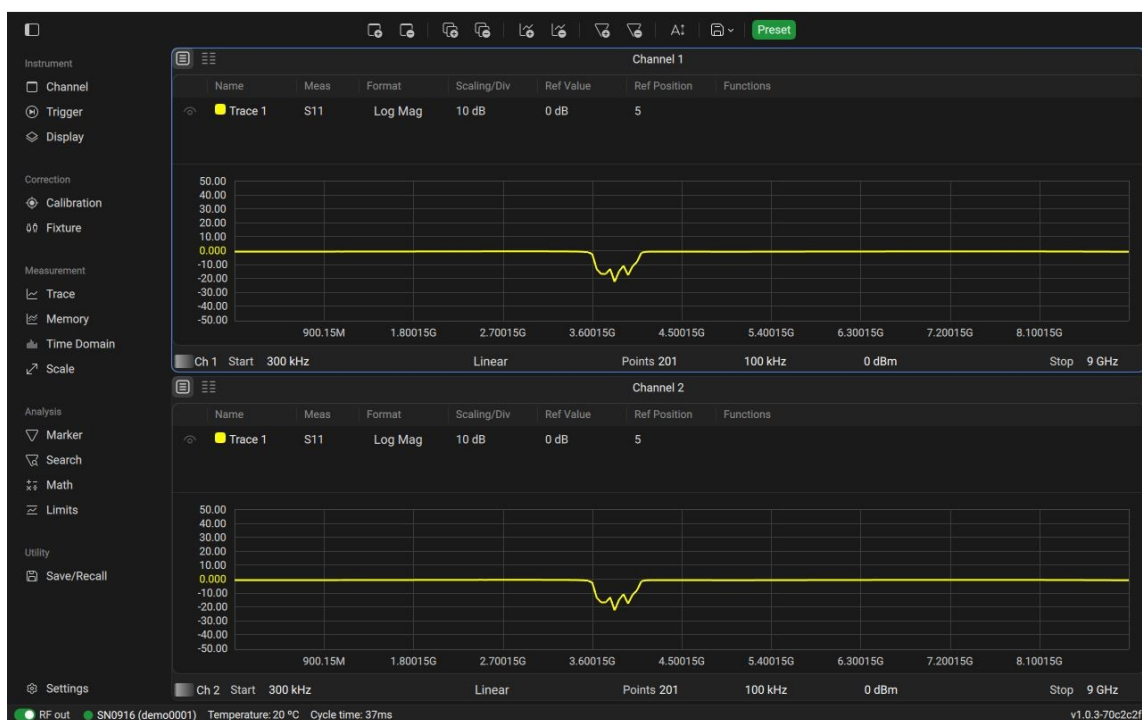 Preset
Instrument
Channel
Trigger
Display
Correction
Calibration
Fixture
Measurement
Trace
Memory
Time Domain
Scale
Analysis
Marker
Search
Math
Limits
Utility
Save/Recall
Settings
Channel 1
Name Meas Format Scaling/Div Ref Value Ref Position Functions
Trace 1 S11 Log Mag 10 dB 0 dB 5
50.00
40.00
30.00
20.00
10.00
0.000
-10.00
-20.00
-30.00
-40.00
-50.00
900.15M 1.80015G 2.70015G 3.60015G 4.50015G 5.40015G 6.30015G 7.20015G 8.10015G
Ch 1 Start 300 kHz Linear Points 201 100 kHz 0 dBm Stop 9 GHz
Channel 2
Name Meas Format Scaling/Div Ref Value Ref Position Functions
Trace 1 S11 Log Mag 10 dB 0 dB 5
50.00
40.00
30.00
20.00
10.00
0.000
-10.00
-20.00
-30.00
-40.00
-50.00
900.15M 1.80015G 2.70015G 3.60015G 4.50015G 5.40015G 6.30015G 7.20015G 8.10015G
Ch 2 Start 300 kHz Linear Points 201 100 kHz 0 dBm Stop 9 GHz
RF out SN0916 (demo0001) Temperature: 20 ºC Cycle time: 37ms v1.0.3-70c2c2f